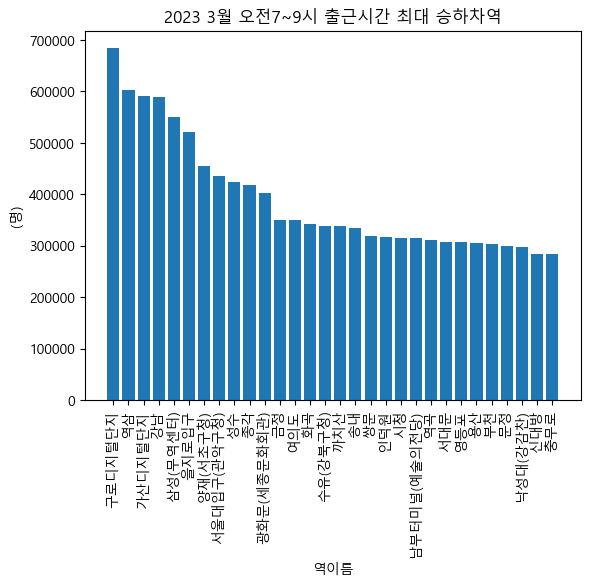 2023 3월 오전7~9시 출근시간 최대 승하차역
700000
600000
500000
400000
300000
200000
100000
0
(명)
구로디지털단지
역삼
가산디지털단지
강남
삼성(무역센터)
을지로입구
양재(서초구청)
서울대입구(관악구청)
성수
종각
광화문(세종문화회관)
금정
여의도
화곡
수유(강북구청)
까치산
송내
쌍문
인덕원
시청
남부터미널(예술의전당)
역곡
서대문
영등포
용산
부천
문정
낙성대(강감찬)
신대방
충무로
역이름